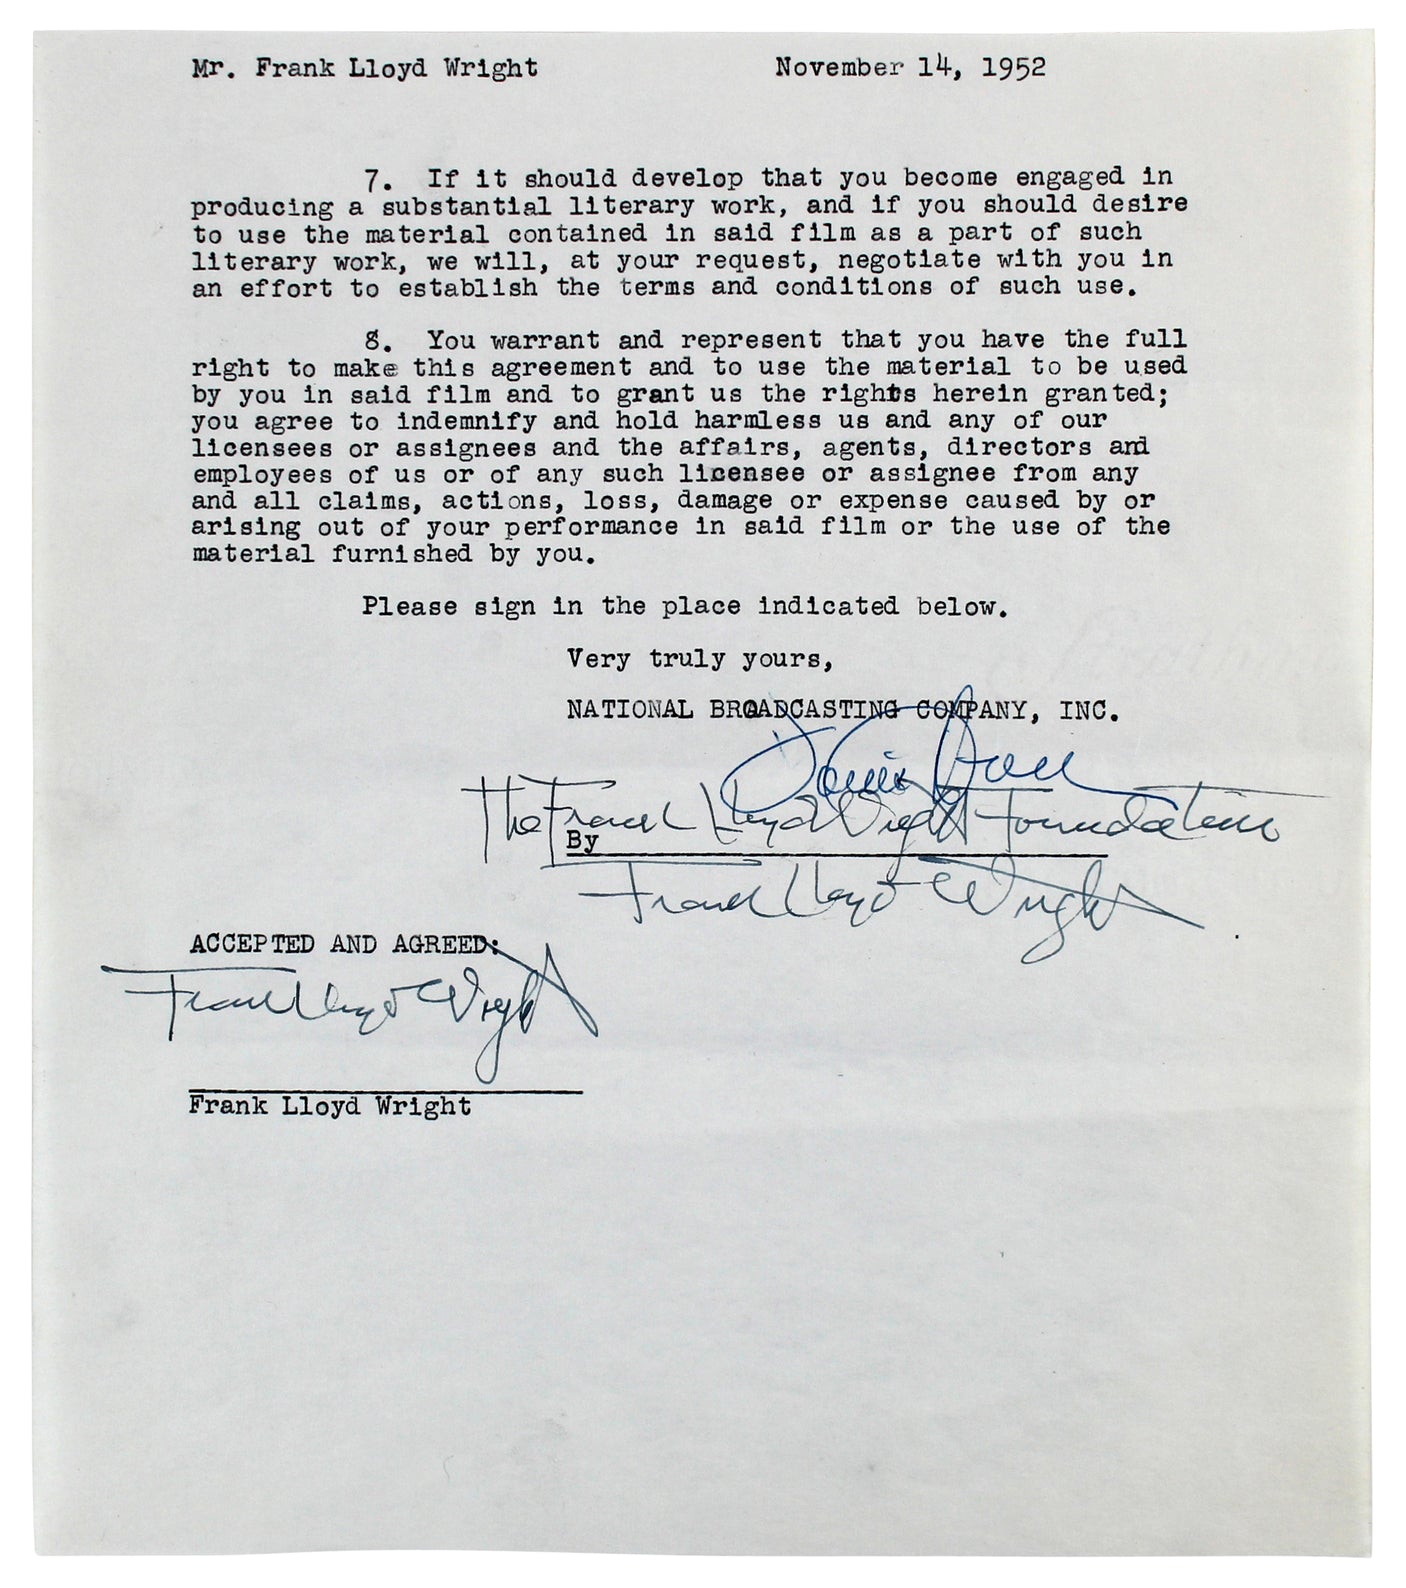 Mr. Frank Lloyd Wright November 14, 1952
7. If it should develop that you become engaged in
producing a substantial literary work, and if you should desire
to use the material contained in said film as a part of such
literary work, we will, at your request, negotiate with you in
an effort to establish the terms and conditions of such use.
8. You warrant and represent that you have the full
right to make this agreement and to use the material to be used
by you in said film and to grant us the rights herein granted;
you agree to indemnify and hold harmless us and any of our
licensees or assignees and the affairs, agents, directors and
employees of us or of any such licensee or assignee from any
and all claims, actions, loss, damage or expense caused by or
arising out of your performance in said film or the use of the
material furnished by you.
Please sign in the place indicated below.
Very truly yours,
NATIONAL BROADCASTING COMPANY, INC.
The Frank Lloyd Wright Foundation
By
Frank Lloyd Wright
ACCEPTED AND AGREED:
Frank Lloyd Wright
Frank Lloyd Wright